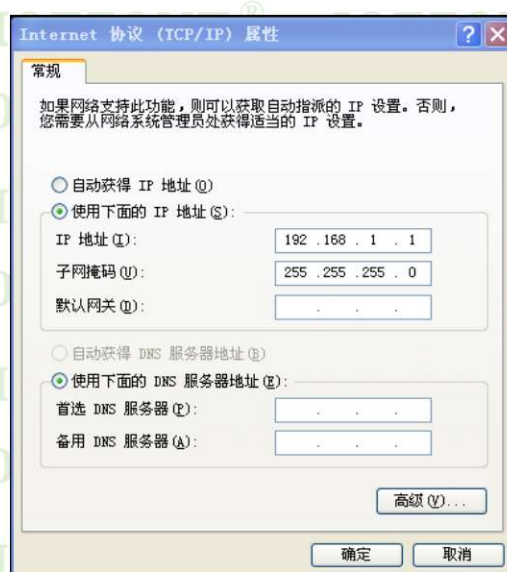 Internet 协议 (TCP/IP) 属性
常规
如果网络支持此功能，则可以获取自动指派的 IP 设置。否则，
您需要从网络系统管理员处获得适当的 IP 设置。
自动获得 IP 地址(O)
使用下面的 IP 地址(S):
IP 地址(I): 192 .168 . 1 . 1
子网掩码(U): 255 .255 .255 . 0
默认网关(D): . . .
自动获得 DNS 服务器地址(B)
使用下面的 DNS 服务器地址(E):
首选 DNS 服务器(P): . . .
备用 DNS 服务器(A): . . .
高级(V)...
确定 取消